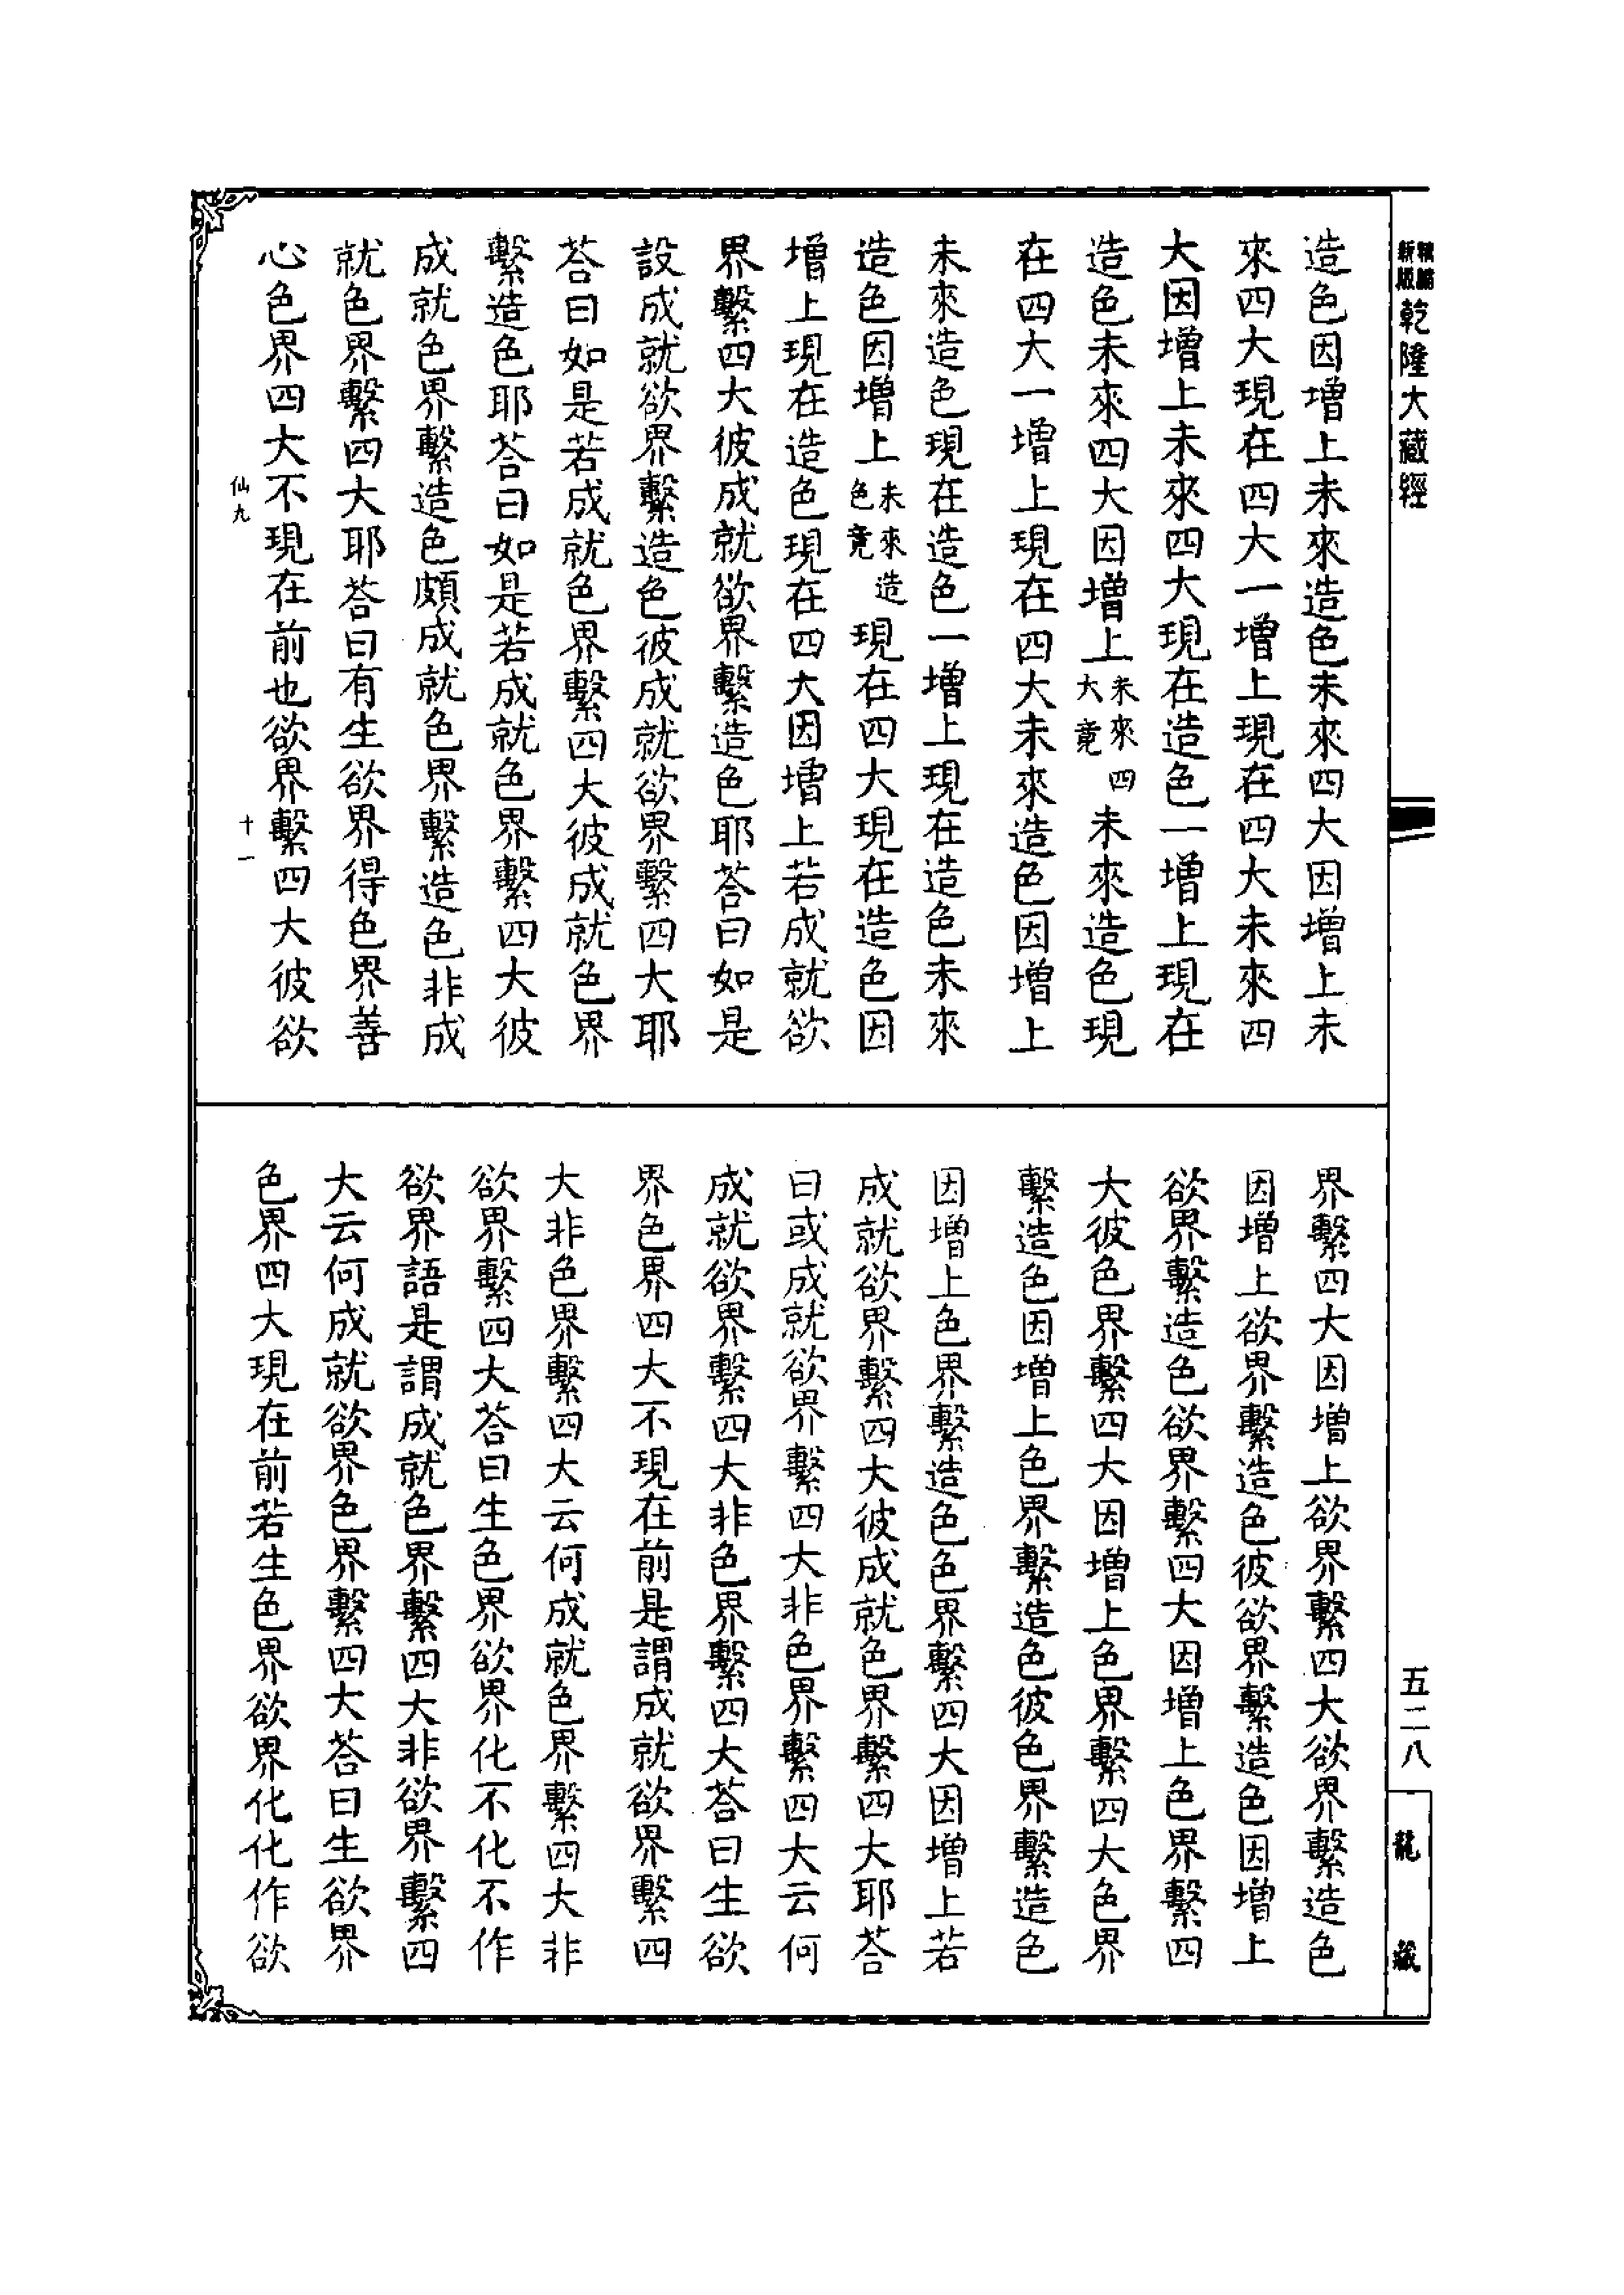 乾隆大藏經
造色因增上未來造色未來四大因增上未
來四大現在四大一增上現在四大未來四
大因增上未來四大現在造色一增上現在
造色未來四大因增上未來四大竟未來造色現
在四大一增上現在四大未來造色因增上
未來造色現在造色一增上現在造色未來
造色因增上未來造色竟現在四大現在造色因
增上現在造色現在四大因增上若成就欲
界繫四大彼成就欲界繫造色耶荅曰如是
設成就欲界繫造色彼成就欲界繫四大耶
荅曰如是若成就色界繫四大彼成就色界
繫造色耶荅曰如是若成就色界繫四大彼
成就色界繫造色頗成就色界繫造色非成
就色界繫四大耶荅曰有生欲界得色界善
心色界四大不現在前也欲界繫四大彼欲
仙九
十一
界繫四大因增上欲界繫四大欲界繫造色
因增上欲界繫造色彼欲界繫造色因增上
欲界繫造色欲界繫四大因增上色界繫四
大彼色界繫四大因增上色界繫四大色界
繫造色因增上色界繫造色彼色界繫造色
因增上色界繫造色色界繫四大因增上若
成就欲界繫四大彼成就色界繫四大耶荅
曰或成就欲界繫四大非色界繫四大云何
成就欲界繫四大非色界繫四大荅曰生欲
界色界四大不現在前是謂成就欲界繫四
大非色界繫四大云何成就色界繫四大非
欲界繫四大荅曰生色界欲界化不化不作
欲界語是謂成就色界繫四大非欲界繫四
大云何成就欲界色界繫四大荅曰生欲界
色界四大現在前若生色界欲界化化作欲
五二八
龍藏